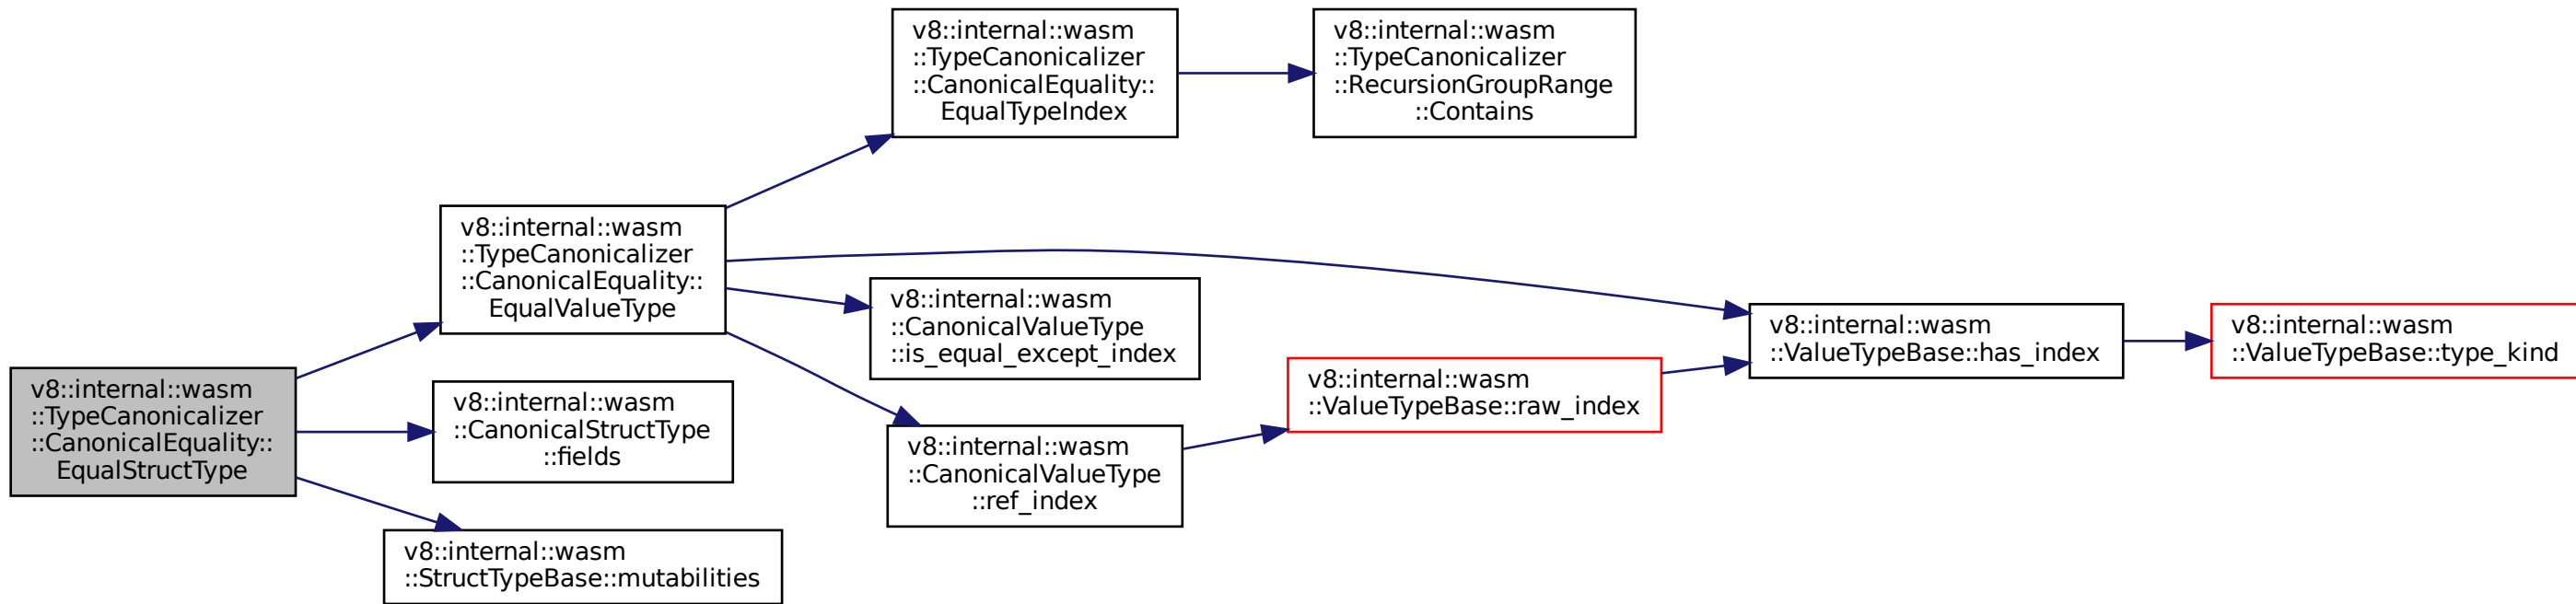 v8::internal::wasm
::TypeCanonicalizer
::CanonicalEquality::
EqualStructType
v8::internal::wasm
::TypeCanonicalizer
::CanonicalEquality::
EqualValueType
v8::internal::wasm
::TypeCanonicalizer
::CanonicalEquality::
EqualTypeIndex
v8::internal::wasm
::TypeCanonicalizer
::RecursionGroupRange
::Contains
v8::internal::wasm
::CanonicalValueType
::is_equal_except_index
v8::internal::wasm
::CanonicalValueType
::ref_index
v8::internal::wasm
::ValueTypeBase::raw_index
v8::internal::wasm
::ValueTypeBase::has_index
v8::internal::wasm
::ValueTypeBase::type_kind
v8::internal::wasm
::CanonicalStructType
::fields
v8::internal::wasm
::StructTypeBase::mutabilities